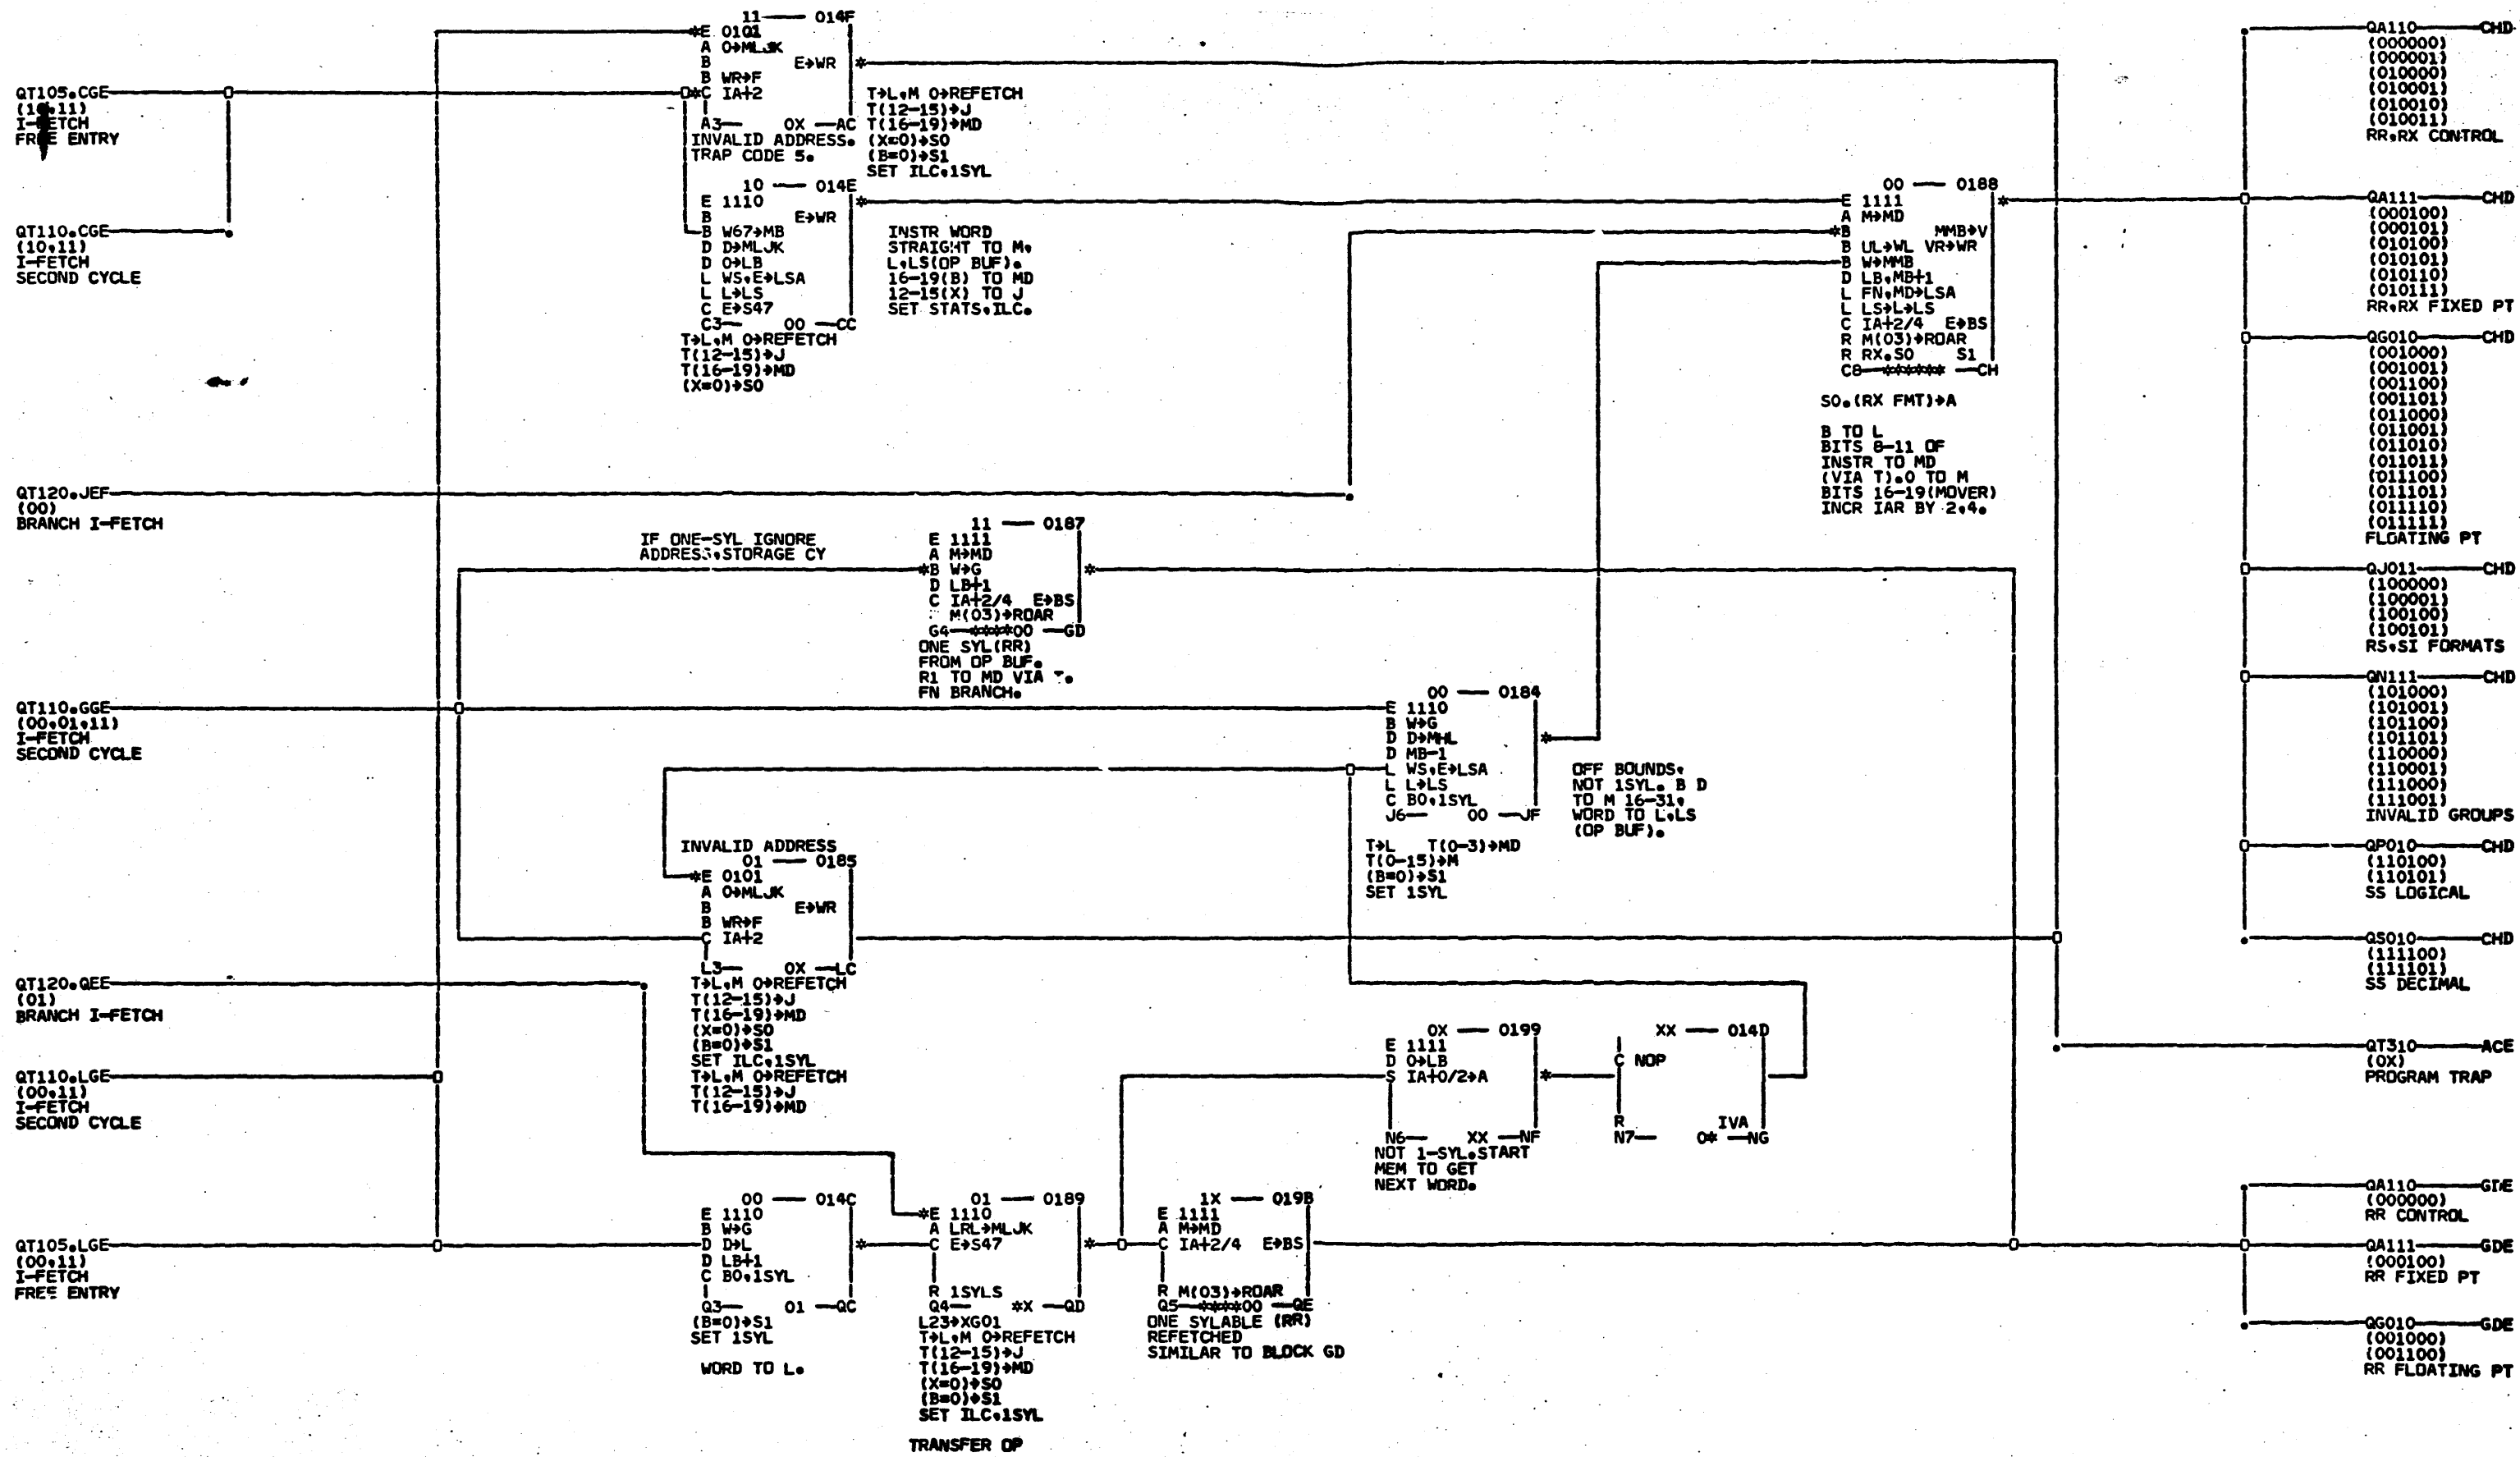 QT105.CGE
(10,11)
I-FETCH
FREE ENTRY
QT110.CGE
(10,11)
I-FETCH
SECOND CYCLE
QT120.JEF
(00)
BRANCH I-FETCH
QT110.GGE
(00,01,11)
I-FETCH
SECOND CYCLE
QT120.QEE
(01)
BRANCH I-FETCH
QT110.LGE
(00,11)
I-FETCH
SECOND CYCLE
QT105.LGE
(00,11)
I-FETCH
FREE ENTRY
11 — 014F
*E 0101
A 0→MLJK
B E→WR *
B WR→F
*C IA+2
A3— 0X —AC
INVALID ADDRESS.
TRAP CODE 5.
T→L,M 0→REFETCH
T(12-15)→J
T(16-19)→MD
(X=0)→S0
(B=0)→S1
SET ILC,1SYL
10 — 014E
E 1110 *
B E→WR
B W67→MB
D D→MLJK
D 0→LB
L WS,E→LSA
L L→LS
C E→S47
C3— 00 —CC
T→L,M 0→REFETCH
T(12-15)→J
T(16-19)→MD
(X=0)→S0
INSTR WORD
STRAIGHT TO M,
L,LS(OP BUF).
16-19(B) TO MD
12-15(X) TO J
SET STATS,ILC.
00 — 0188
E 1111 *
A M→MD
*B MMB→V
B UL→WL VR→WR
B W→MMB
D LB,MB+1
L FN,MD→LSA
L LS→L→LS
C IA+2/4 E→BS
R M(03)→ROAR
R RX.S0 S1
C8—****** —CH
S0.(RX FMT)→A
B TO L
BITS 8-11 OF
INSTR TO MD
(VIA T).0 TO M
BITS 16-19(MOVER)
INCR IAR BY 2,4.
IF ONE-SYL IGNORE
ADDRESS,STORAGE CY
11 — 0187
E 1111
A M→MD
*B W→G *
D LB+1
C IA+2/4 E→BS
M(03)→ROAR
G4—****00 —GD
ONE SYL(RR)
FROM OP BUF.
R1 TO MD VIA T.
FN BRANCH.
00 — 0184
E 1110
B W→G
D D→MHL *
D MB-1
L WS,E→LSA
L L→LS
C B0,1SYL
J6— 00 —JF
T→L T(0-3)→MD
T(0-15)→M
(B=0)→S1
SET 1SYL
OFF BOUNDS,
NOT 1SYL. B D
TO M 16-31,
WORD TO L,LS
(OP BUF).
INVALID ADDRESS
01 — 0185
*E 0101
A 0→MLJK
B E→WR
B WR→F
C IA+2
L3— 0X —LC
T→L,M 0→REFETCH
T(12-15)→J
T(16-19)→MD
(X=0)→S0
(B=0)→S1
SET ILC,1SYL
T→L,M 0→REFETCH
T(12-15)→J
T(16-19)→MD
0X — 0199
E 1111
D 0→LB
S IA+0/2→A *
N6— XX —NF
NOT 1-SYL.START
MEM TO GET
NEXT WORD.
XX — 014D
C NOP
R IVA
N7— 0* —NG
00 — 014C
E 1110
B W→G
D D→L *
D LB+1
C B0,1SYL
Q3— 01 —QC
(B=0)→S1
SET 1SYL
WORD TO L.
01 — 0189
*E 1110
A LRL→MLJK
C E→S47 *
R 1SYLS
Q4— *X —QD
L23→XG01
T→L,M 0→REFETCH
T(12-15)→J
T(16-19)→MD
(X=0)→S0
(B=0)→S1
SET ILC,1SYL
TRANSFER OP
1X — 019B
E 1111
A M→MD
C IA+2/4 E→BS
R M(03)→ROAR
Q5—****00 —QE
ONE SYLABLE (RR)
REFETCHED
SIMILAR TO BLOCK GD
QA110—CHD
(000000)
(000001)
(010000)
(010001)
(010010)
(010011)
RR,RX CONTROL
QA111—CHD
(000100)
(000101)
(010100)
(010101)
(010110)
(010111)
RR,RX FIXED PT
QG010—CHD
(001000)
(001001)
(001100)
(001101)
(011000)
(011001)
(011010)
(011011)
(011100)
(011101)
(011110)
(011111)
FLOATING PT
QJ011—CHD
(100000)
(100001)
(100100)
(100101)
RS,SI FORMATS
QN111—CHD
(101000)
(101001)
(101100)
(101101)
(110000)
(110001)
(111000)
(111001)
INVALID GROUPS
QP010—CHD
(110100)
(110101)
SS LOGICAL
QS010—CHD
(111100)
(111101)
SS DECIMAL
QT310—ACE
(0X)
PROGRAM TRAP
QA110—GDE
(000000)
RR CONTROL
QA111—GDE
(000100)
RR FIXED PT
QG010—GDE
(001000)
(001100)
RR FLOATING PT